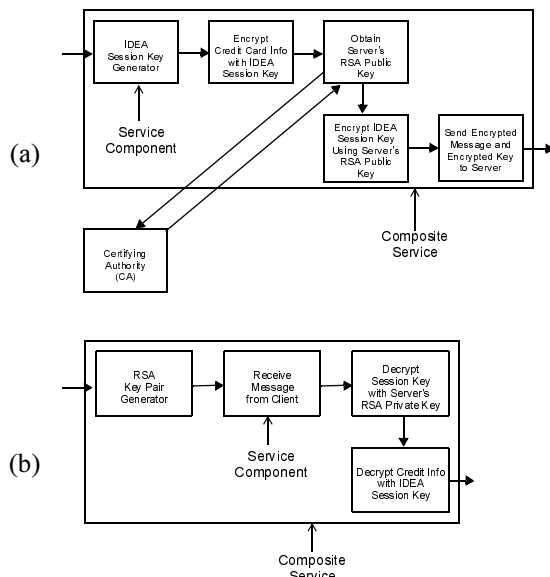 (a)
IDEA
Session Key
Generator
Encrypt
Credit Card Info
with IDEA
Session Key
Obtain
Server's
RSA Public
Key
Service
Component
Encrypt IDEA
Session Key
Using Server's
RSA Public
Key
Send Encrypted
Message and
Encrypted Key
to Server
Composite
Service
Certifying
Authority
(CA)
(b)
RSA
Key Pair
Generator
Receive
Message
from Client
Decrypt
Session Key
with Server's
RSA Private Key
Service
Component
Decrypt Credit Info
with IDEA
Session Key
Composite
Service